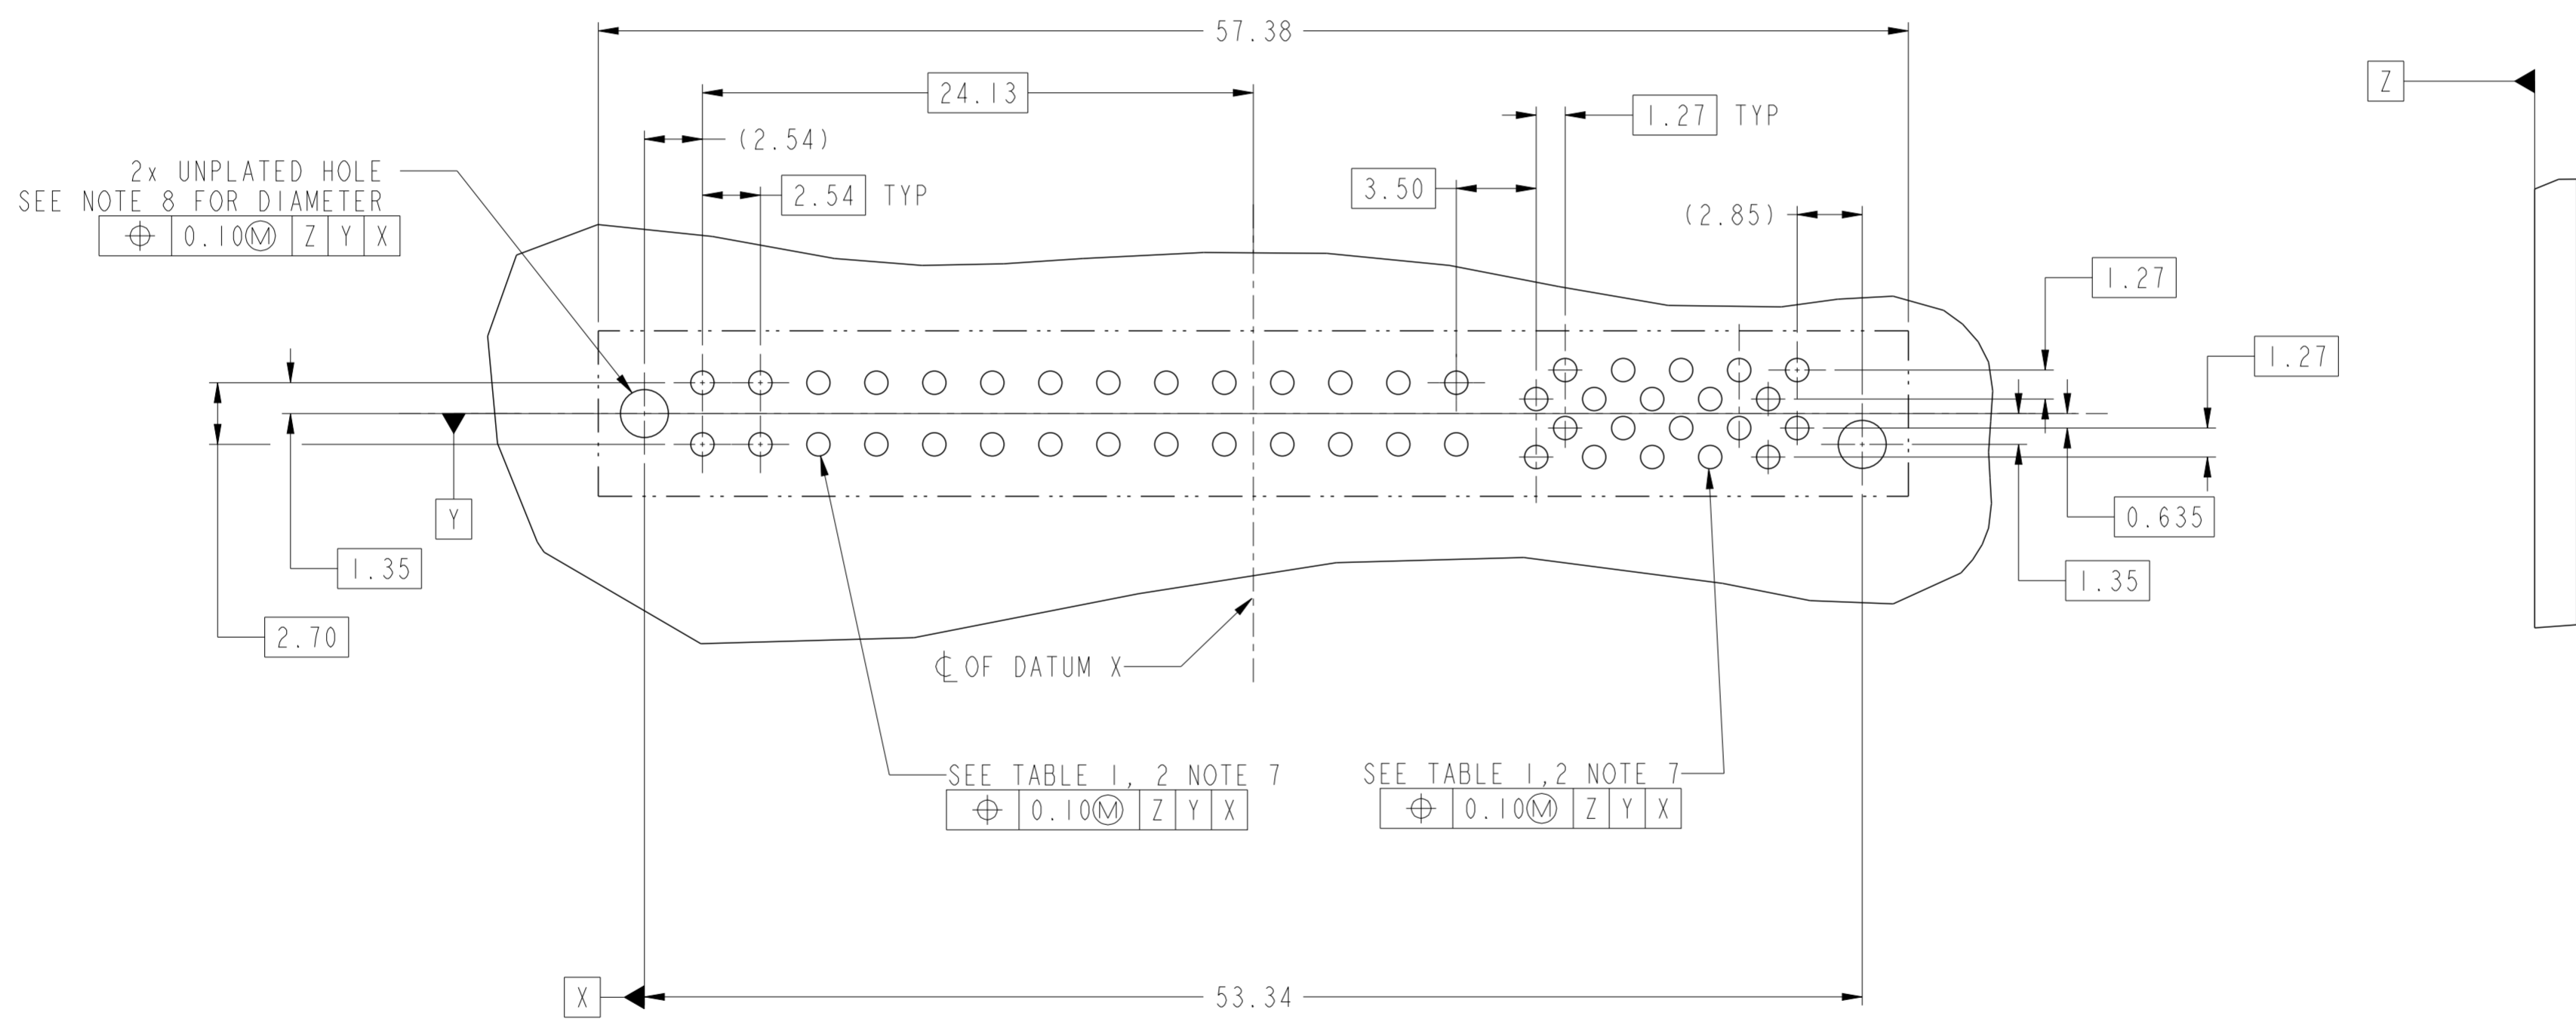 57.38
Z
24.13
1.27 TYP
(2.54)
2x UNPLATED HOLE
SEE NOTE 8 FOR DIAMETER
⌖ 0.10Ⓜ Z Y X
2.54 TYP
3.50
(2.85)
1.27
1.27
Y
0.635
1.35
1.35
2.70
℄ OF DATUM X
SEE TABLE 1, 2 NOTE 7
⌖ 0.10Ⓜ Z Y X
SEE TABLE 1,2 NOTE 7
⌖ 0.10Ⓜ Z Y X
X
53.34